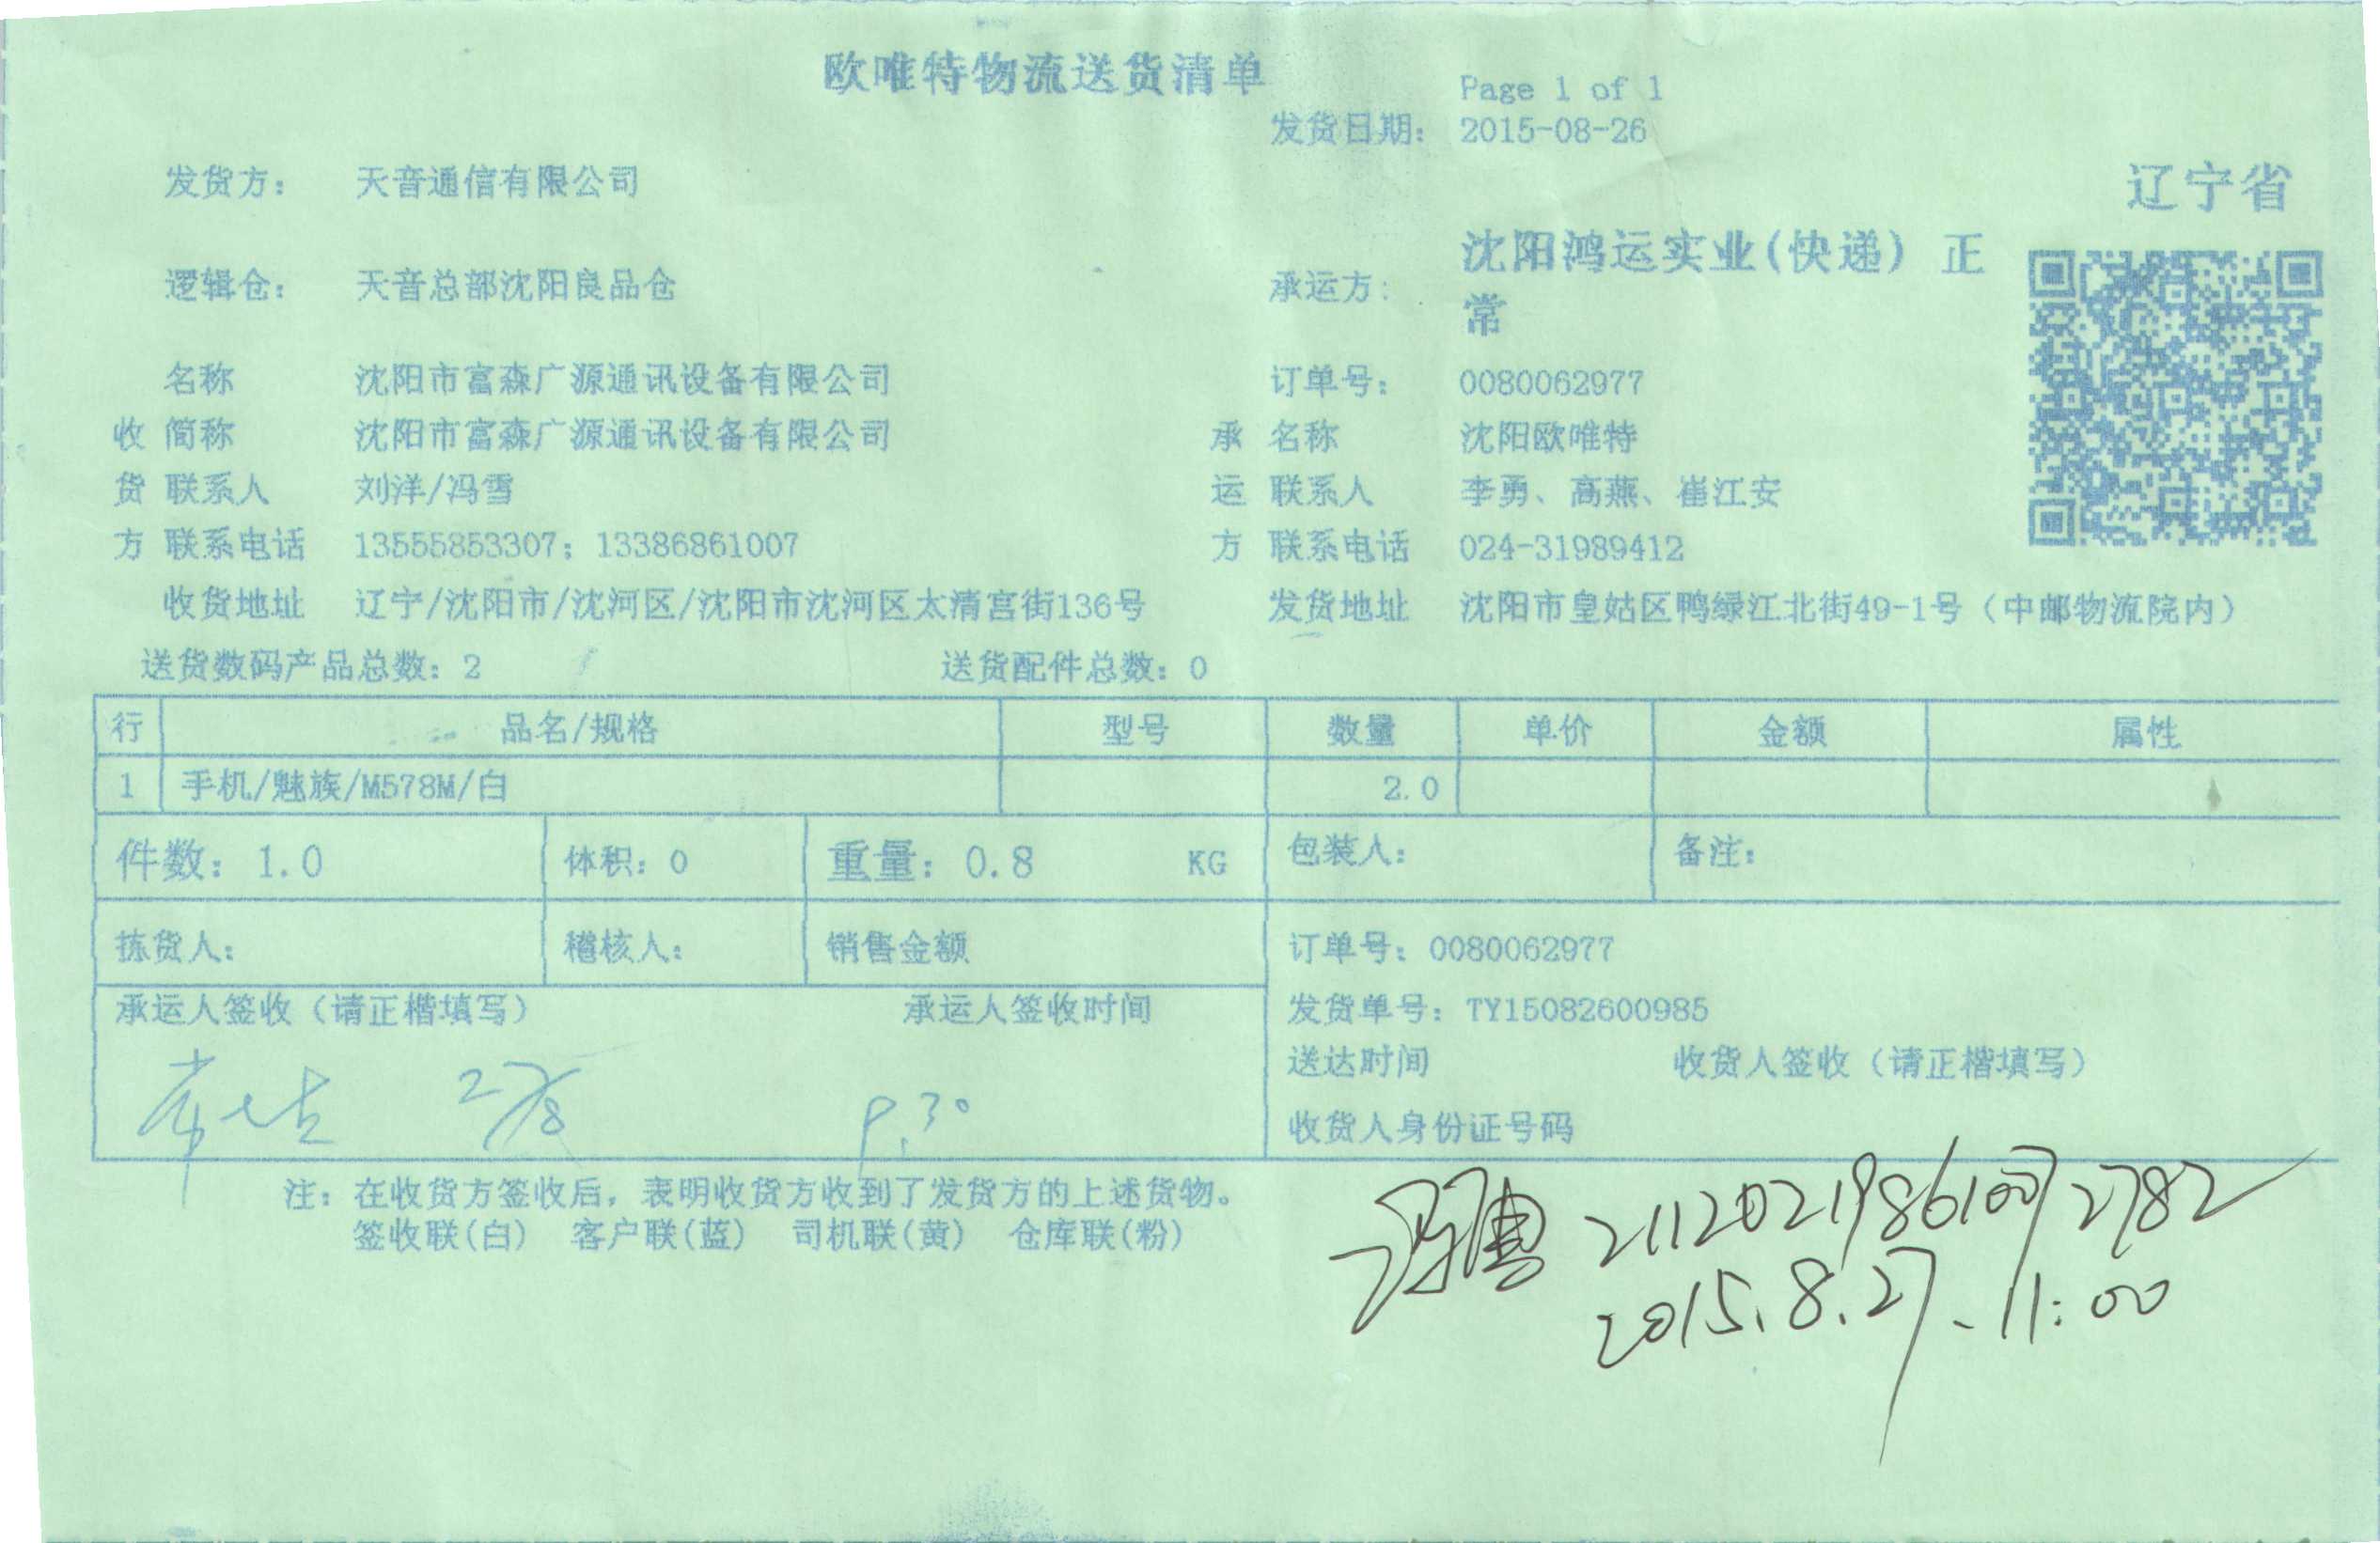 欧唯特物流送货清单
Page 1 of 1
发货日期: 2015-08-26
发货方: 天音通信有限公司
辽宁省
逻辑仓: 天音总部沈阳良品仓 承运方: 沈阳鸿运实业(快递) 正常
名称 沈阳市富森广源通讯设备有限公司 订单号: 0080062977
收 简称 沈阳市富森广源通讯设备有限公司 承 名称 沈阳欧唯特
货 联系人 刘洋/冯雪 运 联系人 李勇、高燕、崔江安
方 联系电话 13555853307; 13386861007 方 联系电话 024-31989412
收货地址 辽宁/沈阳市/沈河区/沈阳市沈河区太清宫街136号 发货地址 沈阳市皇姑区鸭绿江北街49-1号（中邮物流院内）
送货数码产品总数: 2 送货配件总数: 0
行 品名/规格 型号 数量 单价 金额 属性
1 手机/魅族/M578M/白 2.0
件数: 1.0 体积: 0 重量: 0.8 KG 包装人: 备注:
拣货人: 稽核人: 销售金额 订单号: 0080062977
承运人签收（请正楷填写） 承运人签收时间 发货单号: TY15082600985
送达时间 收货人签收（请正楷填写）
收货人身份证号码
注: 在收货方签收后，表明收货方收到了发货方的上述货物。
签收联(白) 客户联(蓝) 司机联(黄) 仓库联(粉)
2015.8.27. 11:00